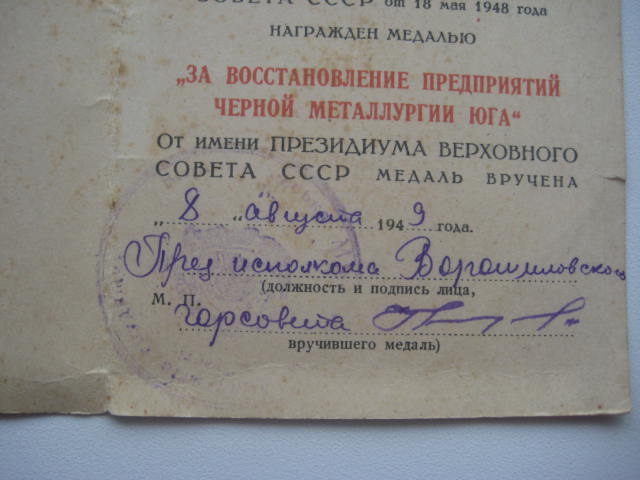 СОВЕТА СССР от 18 мая 1948 года
НАГРАЖДЕН МЕДАЛЬЮ
„ЗА ВОССТАНОВЛЕНИЕ ПРЕДПРИЯТИЙ
ЧЕРНОЙ МЕТАЛЛУРГИИ ЮГА“
От имени ПРЕЗИДИУМА ВЕРХОВНОГО
СОВЕТА СССР МЕДАЛЬ ВРУЧЕНА
„8 „ августа 1949 года.
През исполкома Ворошиловского
(должность и подпись лица,
М. П. горсовета
вручившего медаль)